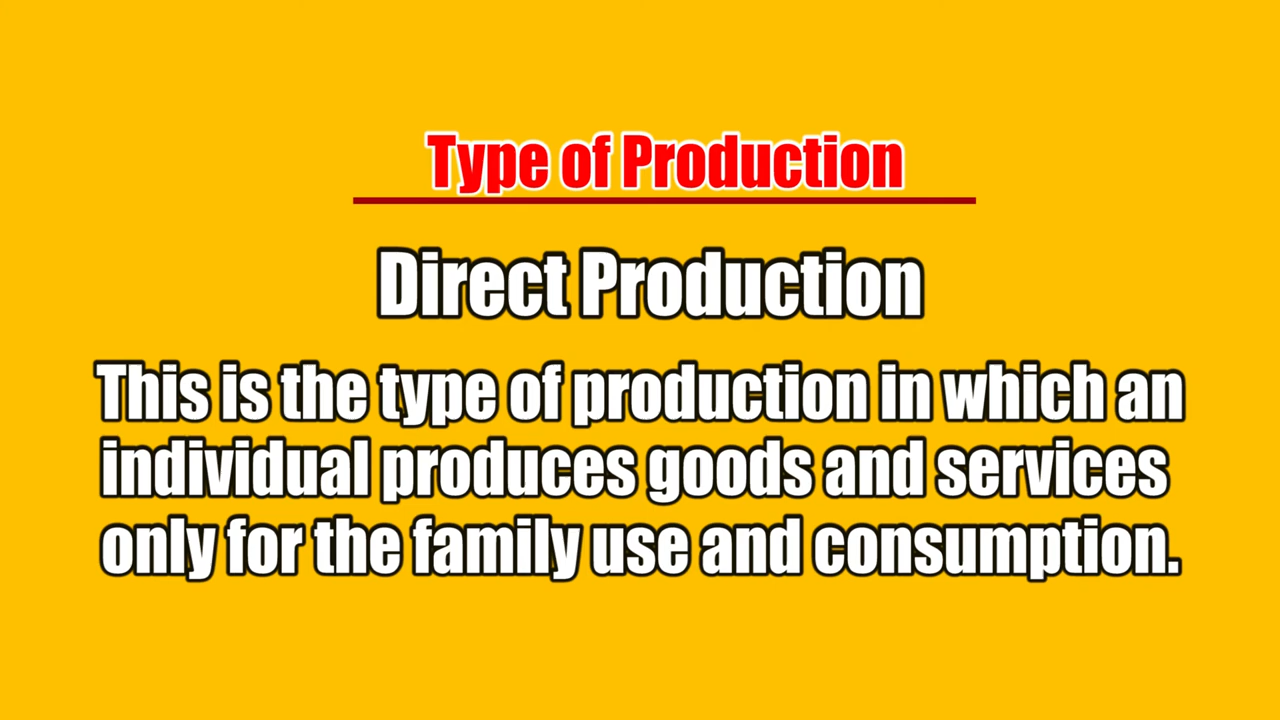 Type of Production
Direct Production
This is the type of production in which an
individual produces goods and services
only for the family use and consumption.